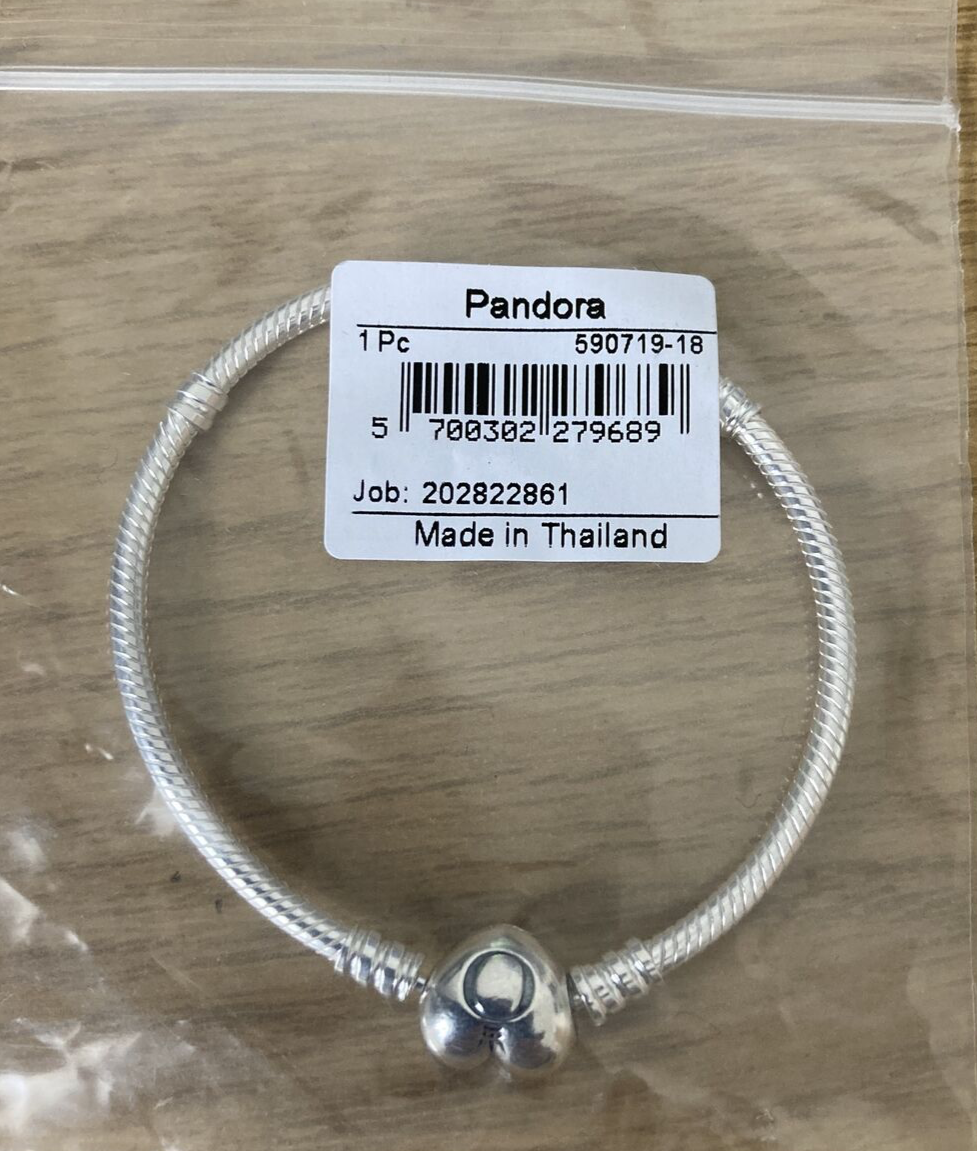 Pandora
1 Pc 590719-18
5 700302 279689
Job: 202822861
Made in Thailand
O